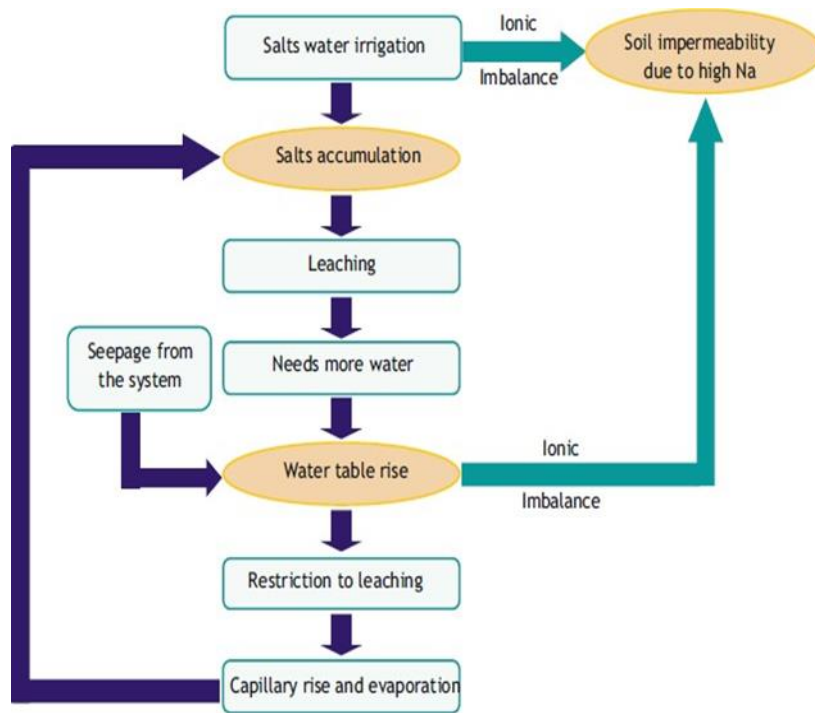 Salts water irrigation
Ionic
Imbalance
Soil impermeability
due to high Na
Salts accumulation
Leaching
Seepage from
the system
Needs more water
Water table rise
Ionic
Imbalance
Restriction to leaching
Capillary rise and evaporation